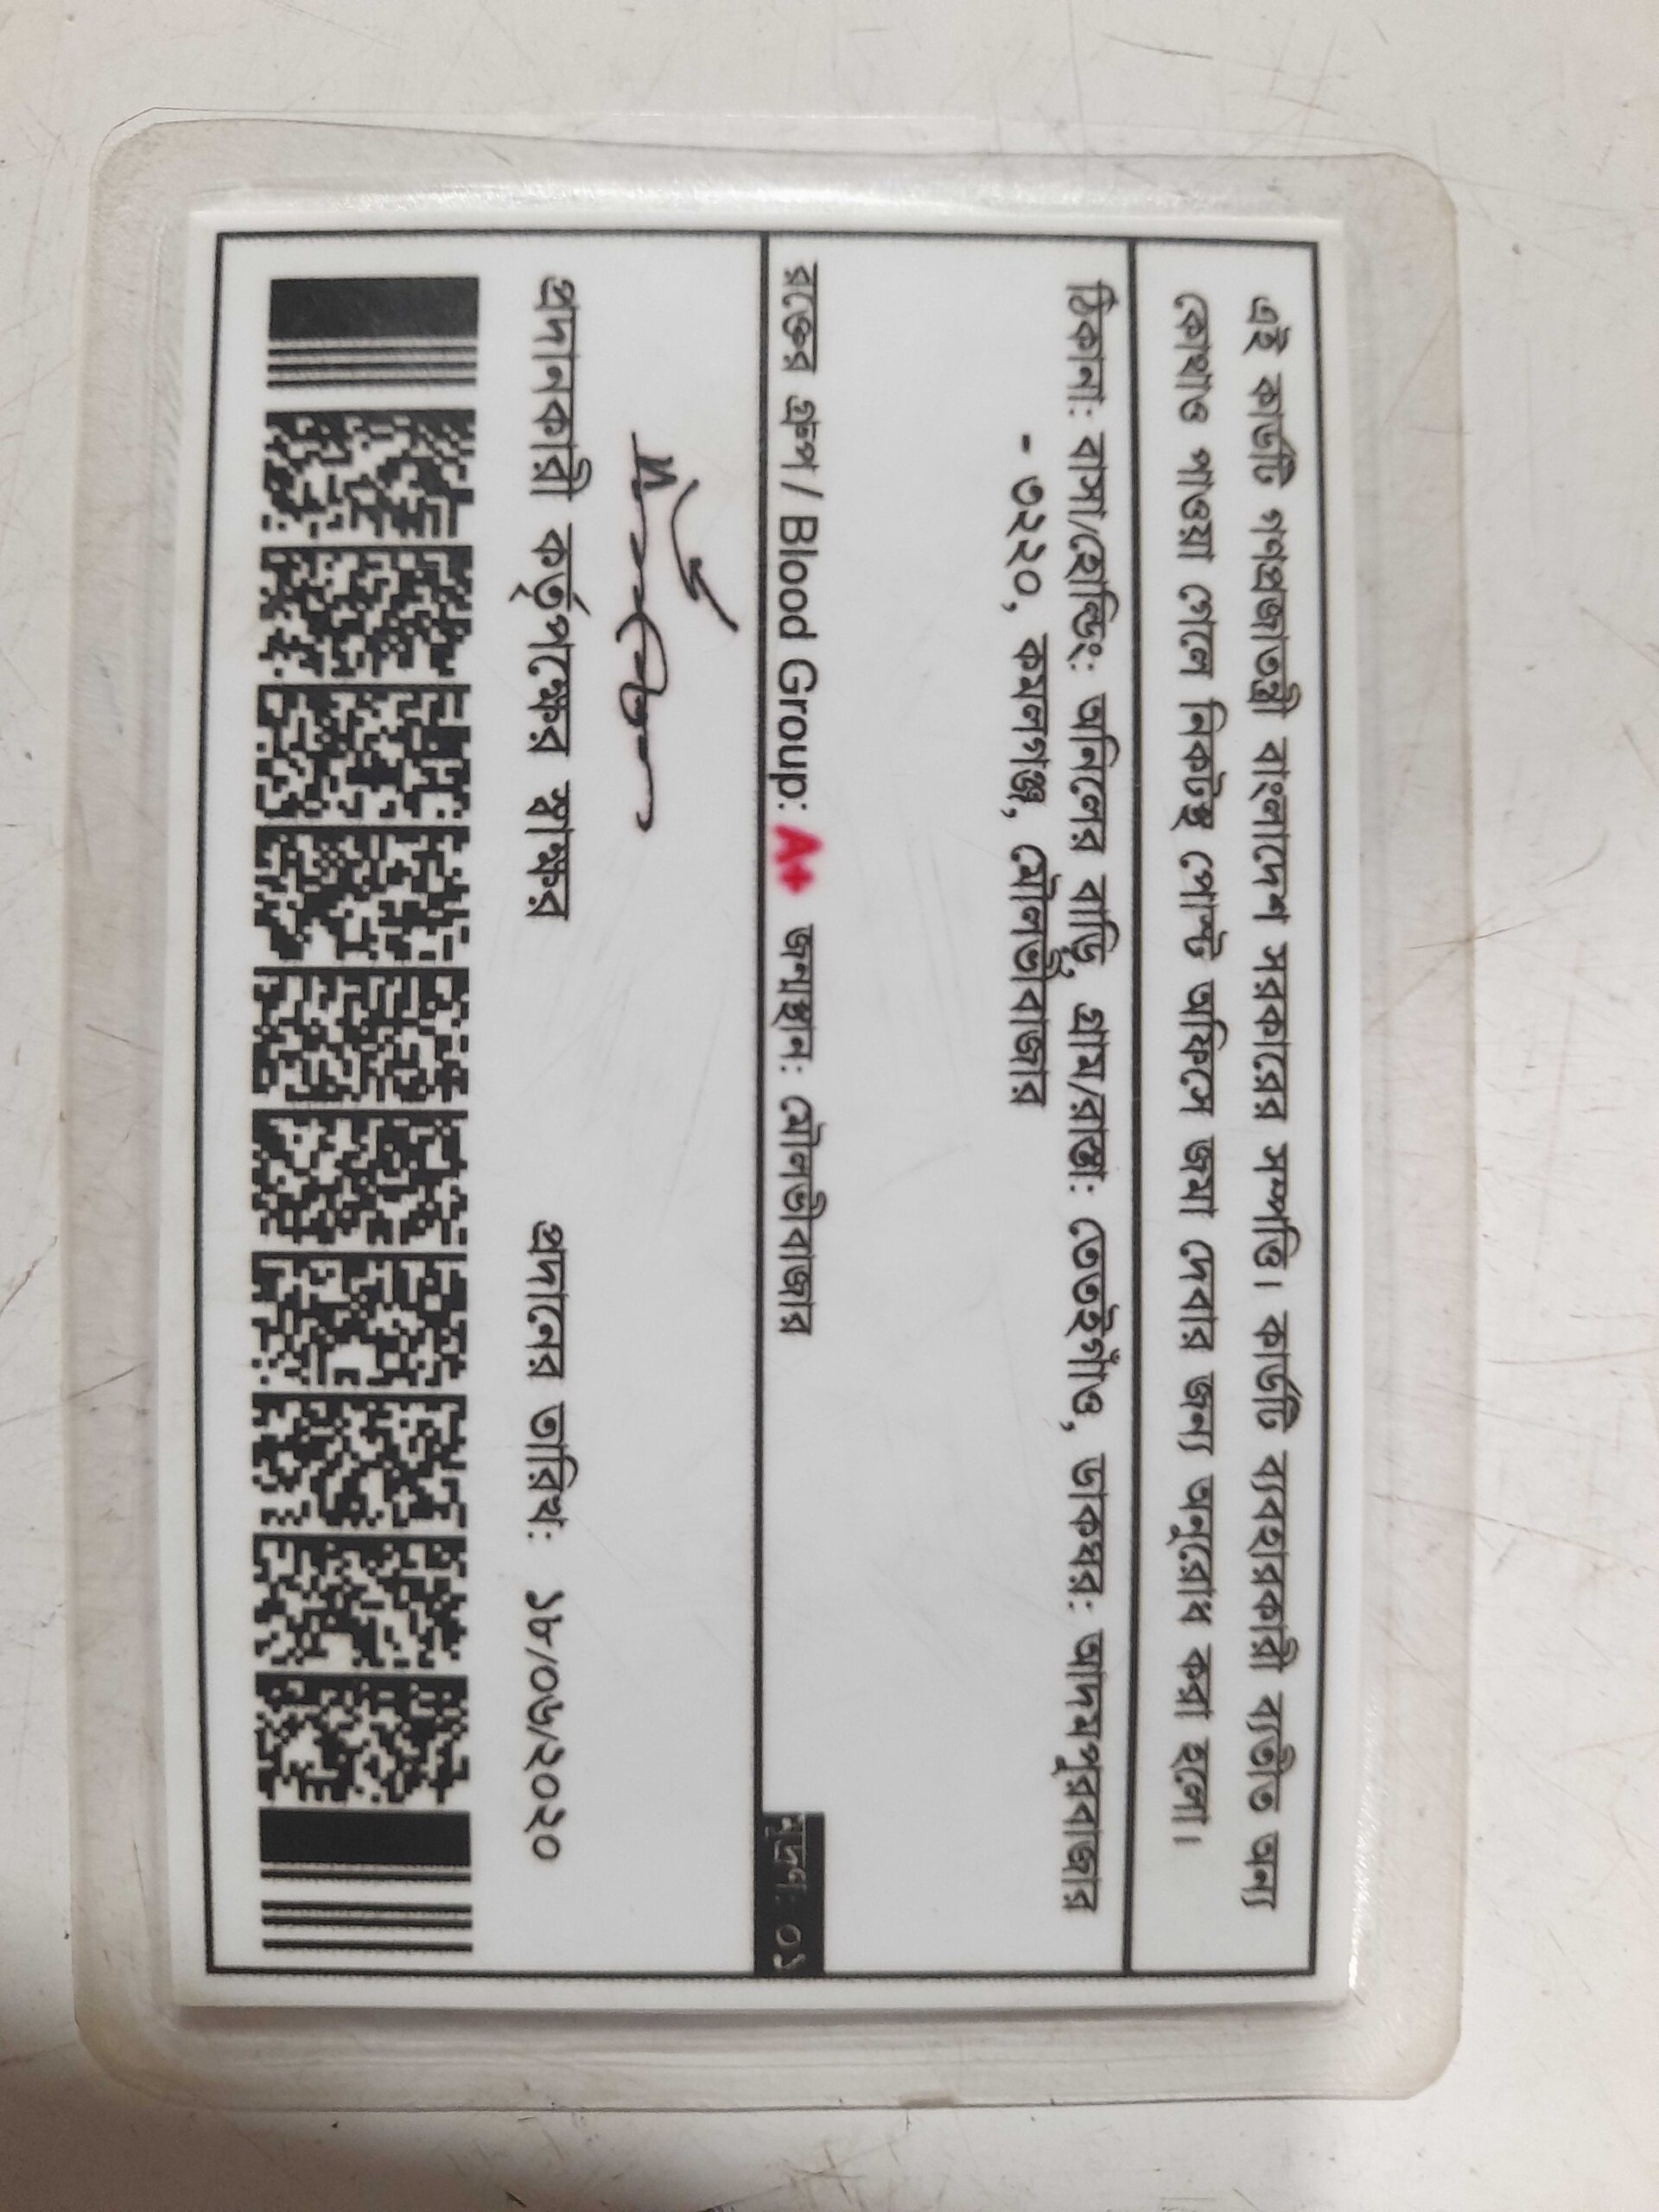 এই কার্ডটি গণপ্রজাতন্ত্রী বাংলাদেশ সরকারের সম্পত্তি। কার্ডটি ব্যবহারকারী ব্যতীত অন্য
কোথাও পাওয়া গেলে নিকটস্থ পোস্ট অফিসে জমা দেবার জন্য অনুরোধ করা হলো।
ঠিকানা: বাসা/হোল্ডিং: অনিলের বাড়ি, গ্রাম/রাস্তা: তেতইগাঁও, ডাকঘর: আদমপুরবাজার
- ৩২২০, কমলগঞ্জ, মৌলভীবাজার
রক্তের গ্রুপ / Blood Group: A+ জন্মস্থান: মৌলভীবাজার
মুদ্রণ: ০১
প্রদানকারী কর্তৃপক্ষের স্বাক্ষর
প্রদানের তারিখ: ১৮/০৬/২০২০